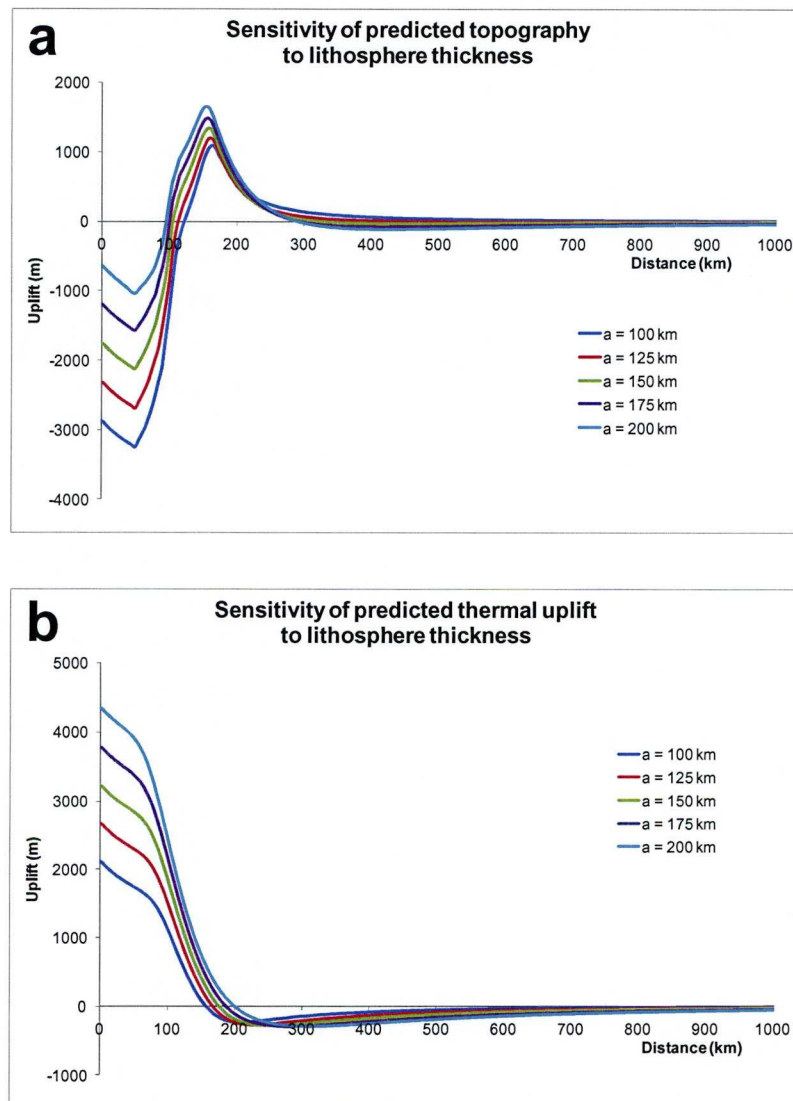 a
Sensitivity of predicted topography
to lithosphere thickness
2000
1000
0
-1000
-2000
-3000
-4000
Uplift (m)
0 100 200 300 400 500 600 700 800 900 1000
Distance (km)
a = 100 km
a = 125 km
a = 150 km
a = 175 km
a = 200 km
b
Sensitivity of predicted thermal uplift
to lithosphere thickness
5000
4000
3000
2000
1000
0
-1000
Uplift (m)
a = 100 km
a = 125 km
a = 150 km
a = 175 km
a = 200 km
0 100 200 300 400 500 600 700 800 900 1000
Distance (km)